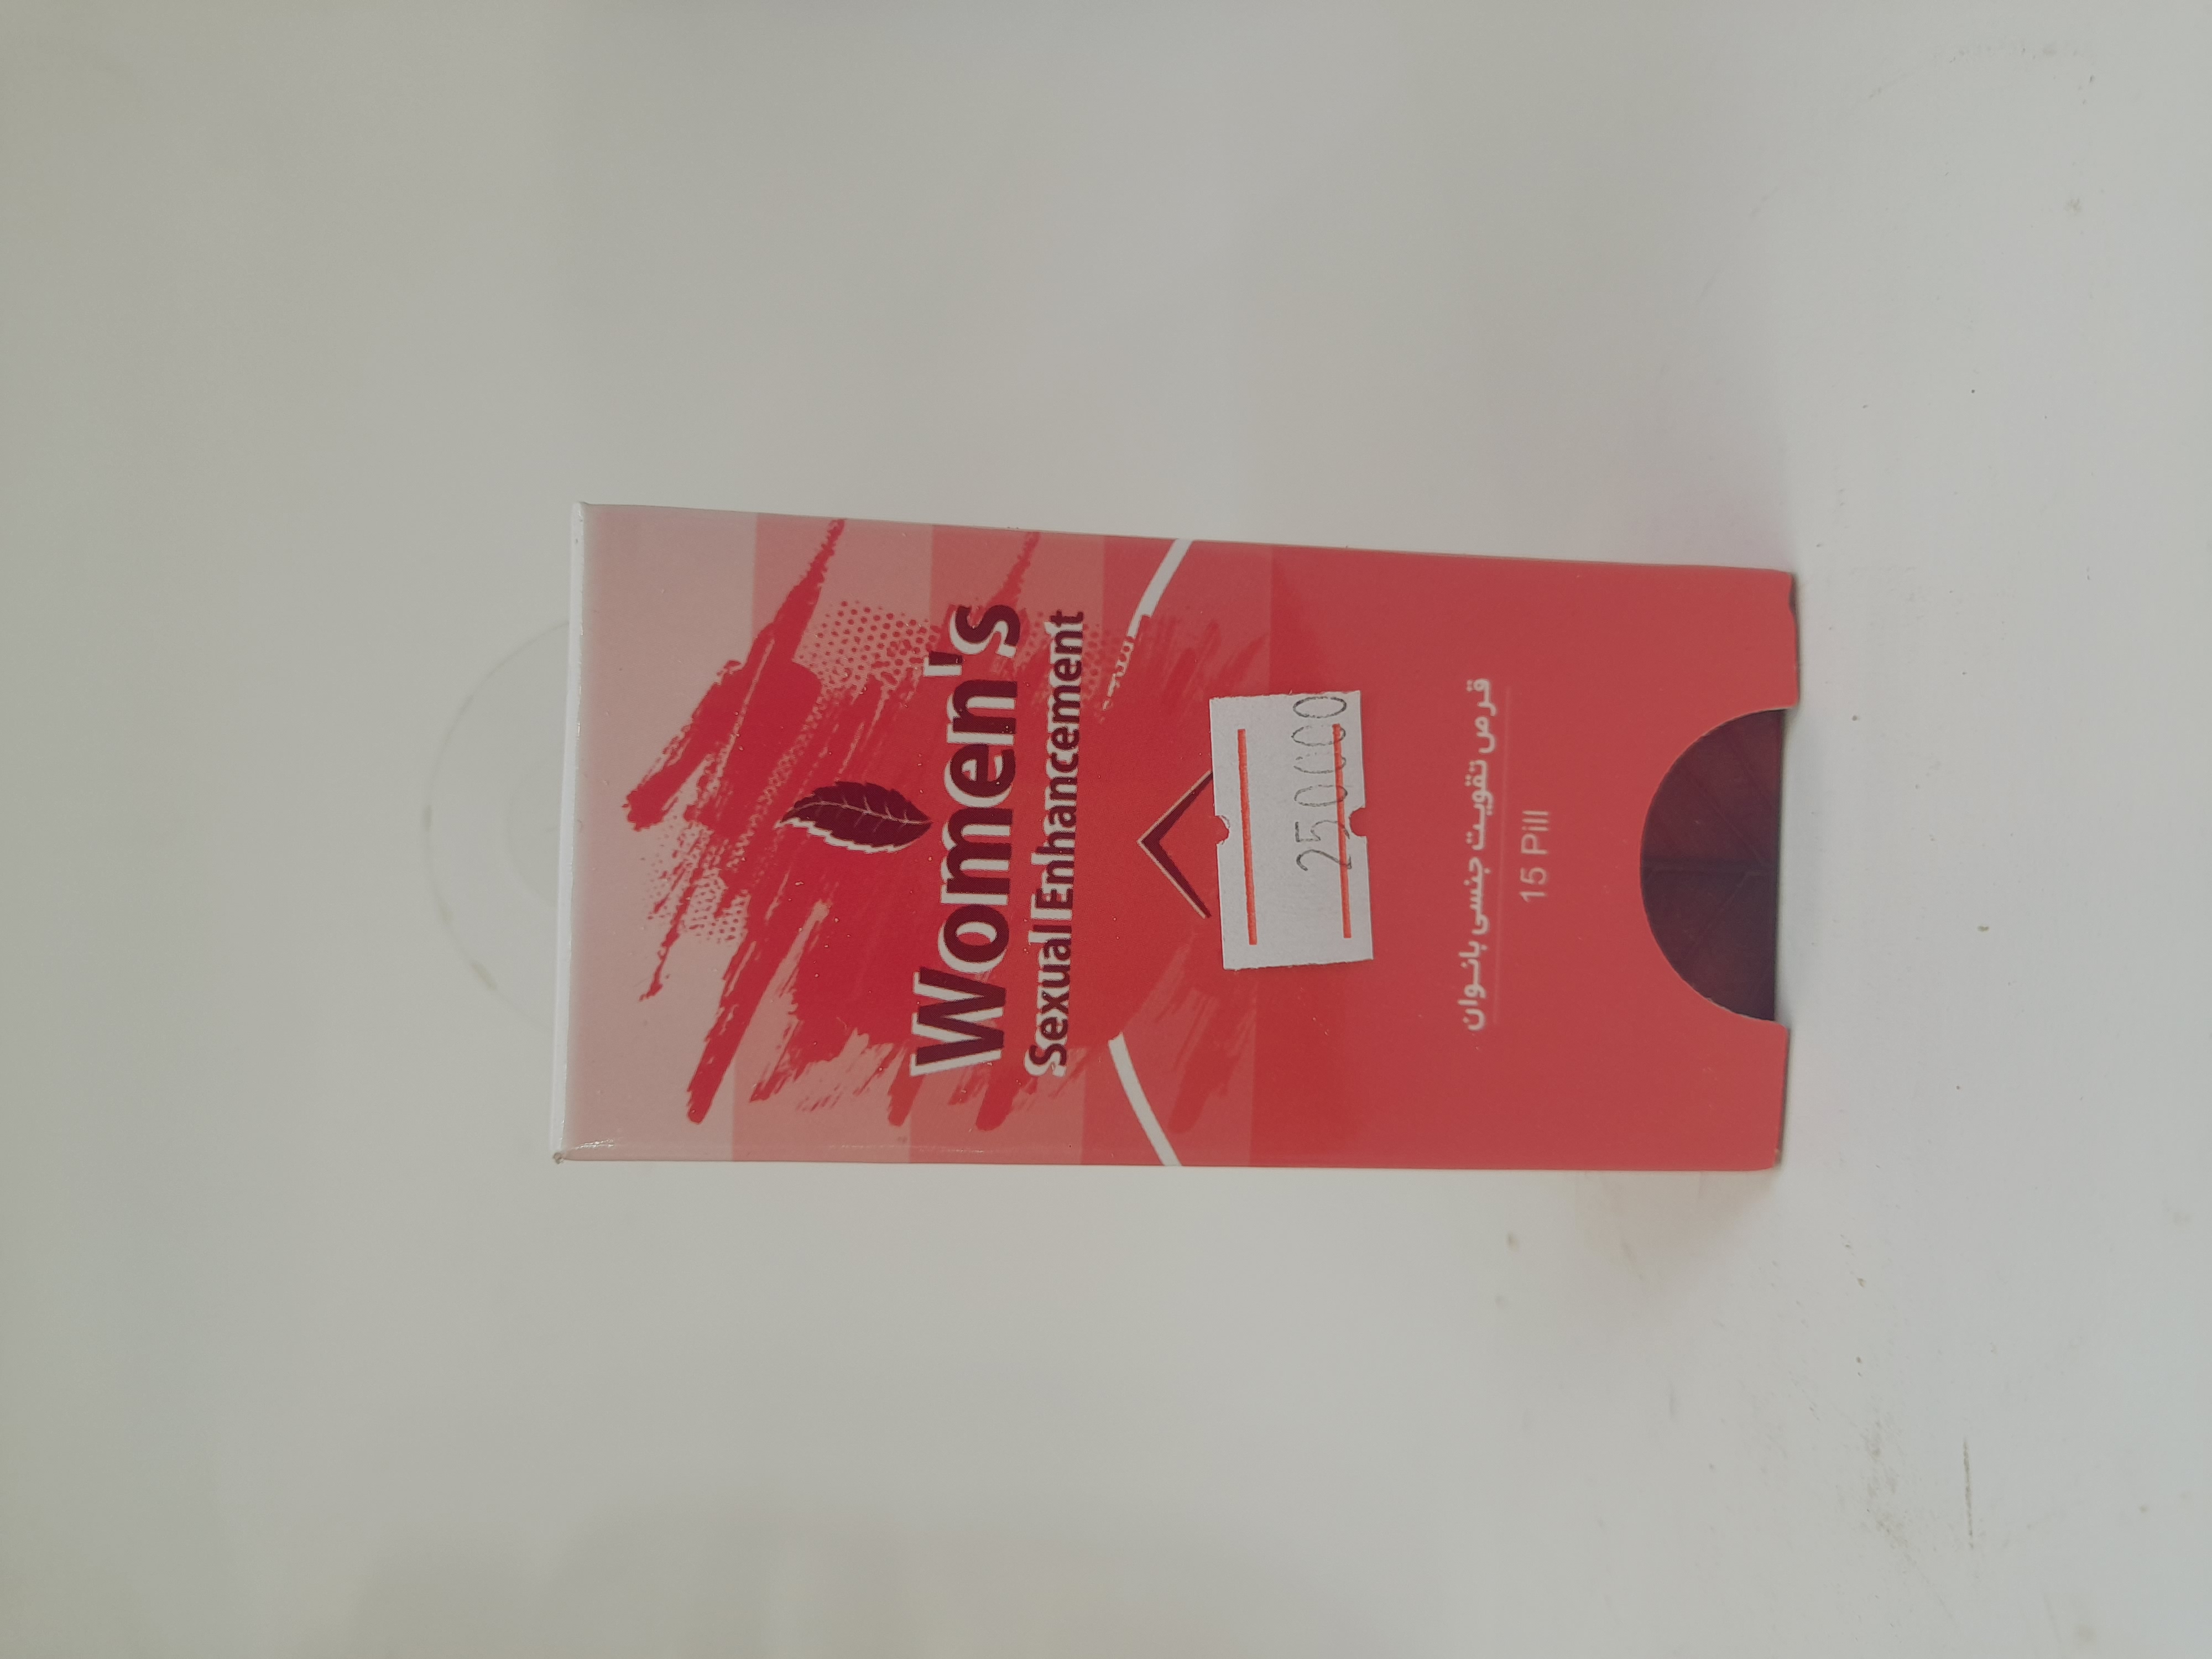 Women's
Sexual Enhancement
250000
قرص تقویت جنسی بانوان
15 Pill